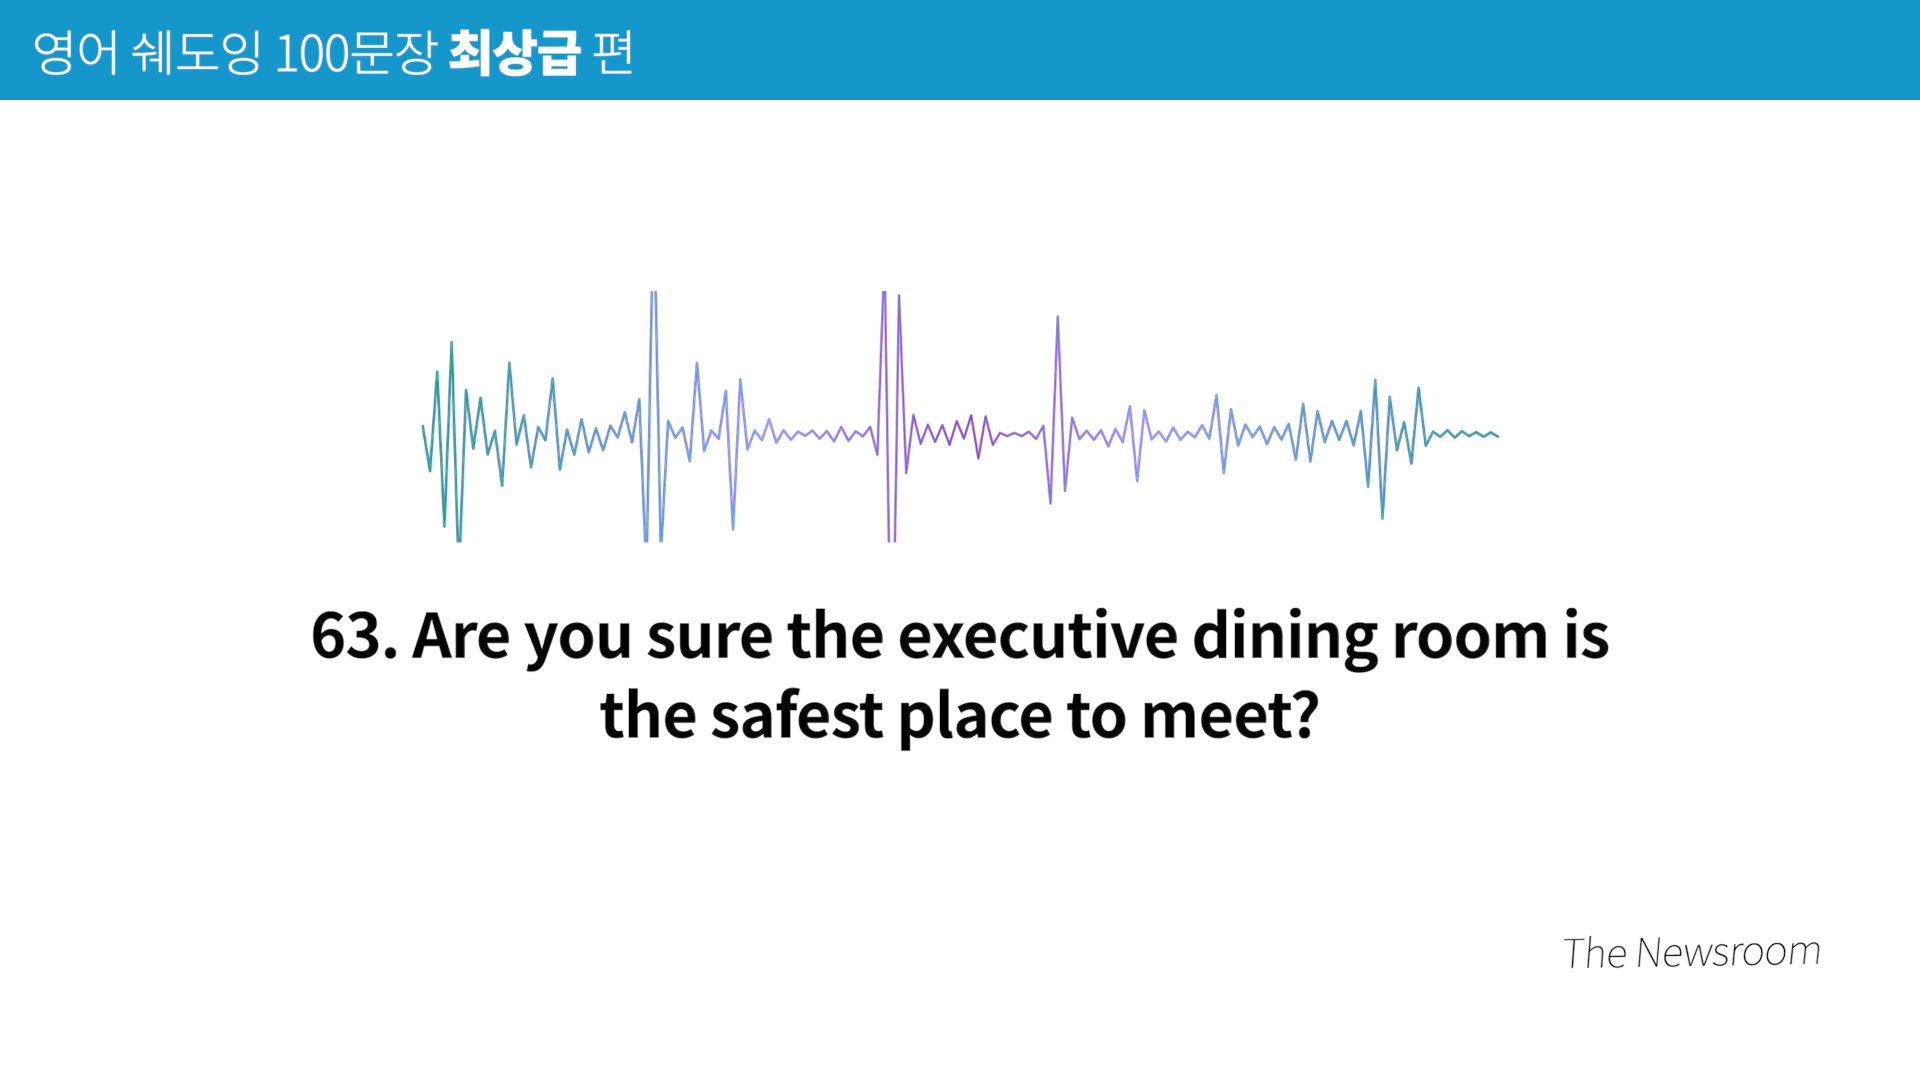 영어 쉐도잉 100문장 최상급 편
63. Are you sure the executive dining room is
the safest place to meet?
The Newsroom